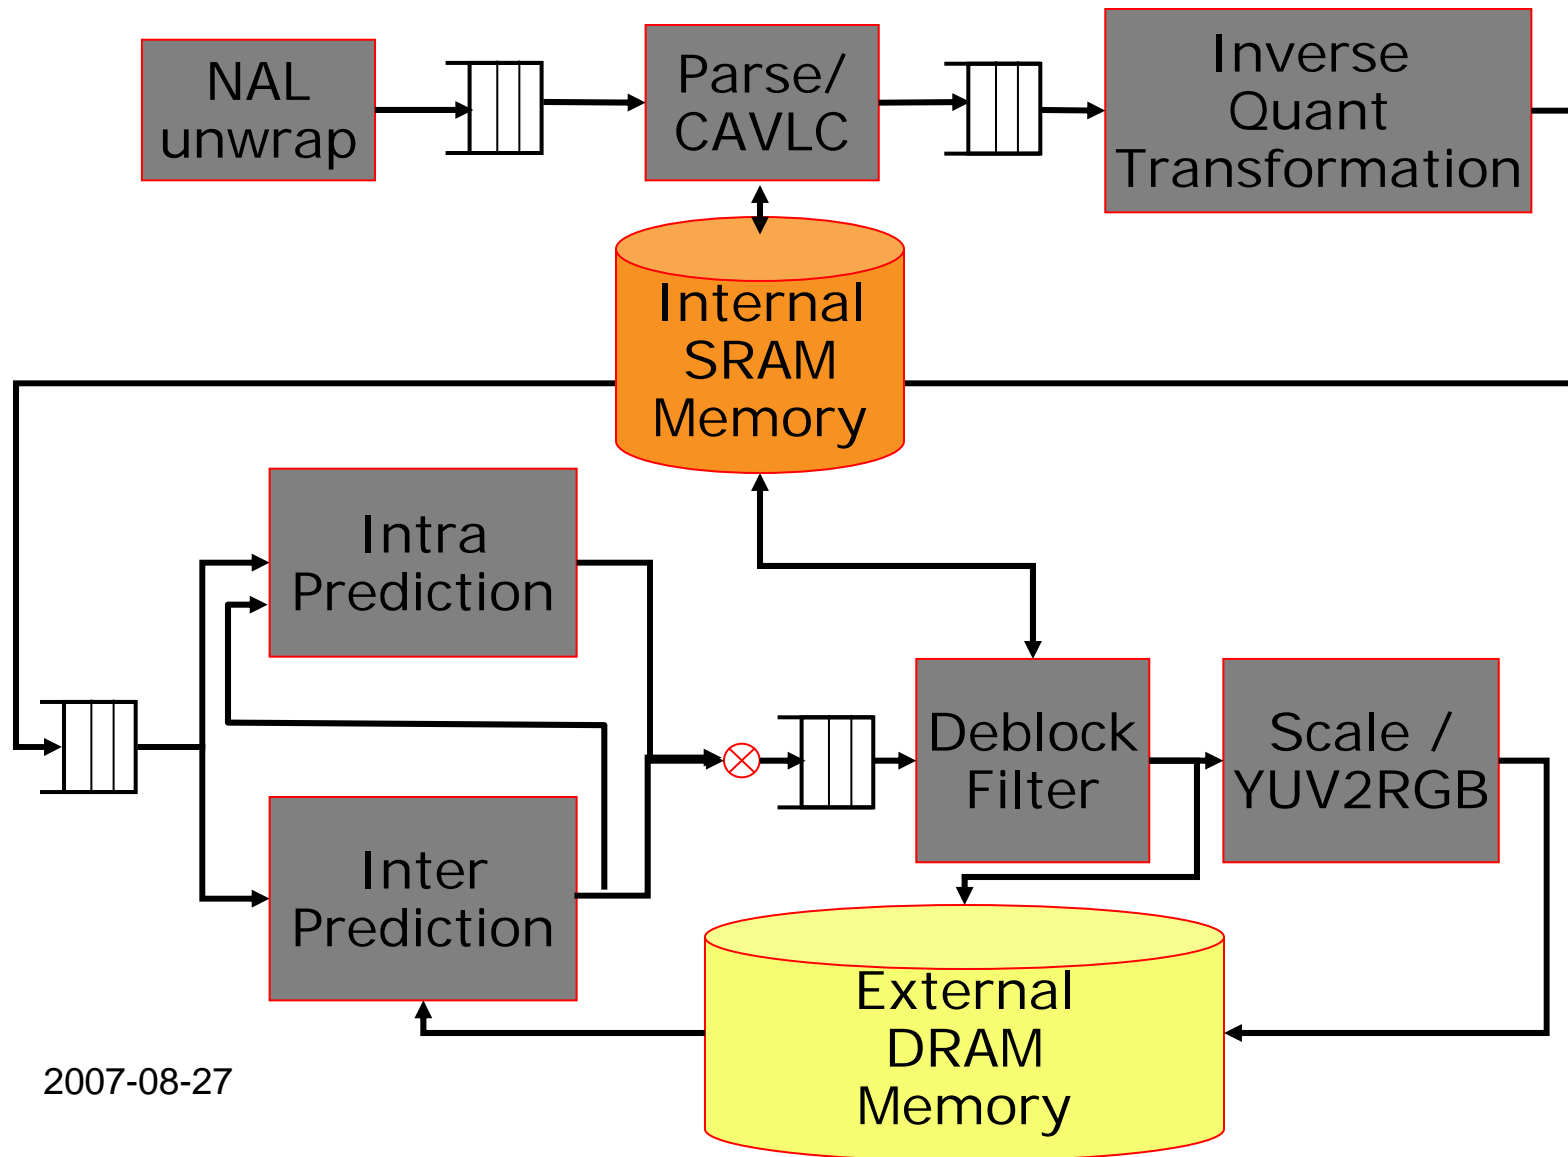 NAL
unwrap
Parse/
CAVLC
Inverse
Quant
Transformation
Internal
SRAM
Memory
Intra
Prediction
Inter
Prediction
Deblock
Filter
Scale /
YUV2RGB
External
DRAM
Memory
2007-08-27